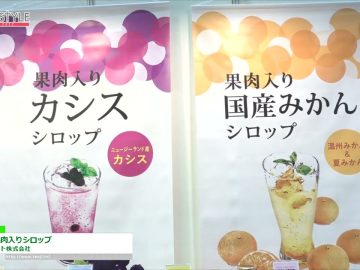 STYLE
果肉入り
カシス
シロップ
ニュージーランド産
カシス
果肉入り
国産みかん
シロップ
温州みかん
&
夏みかん
肉入りシロップ
ト株式会社